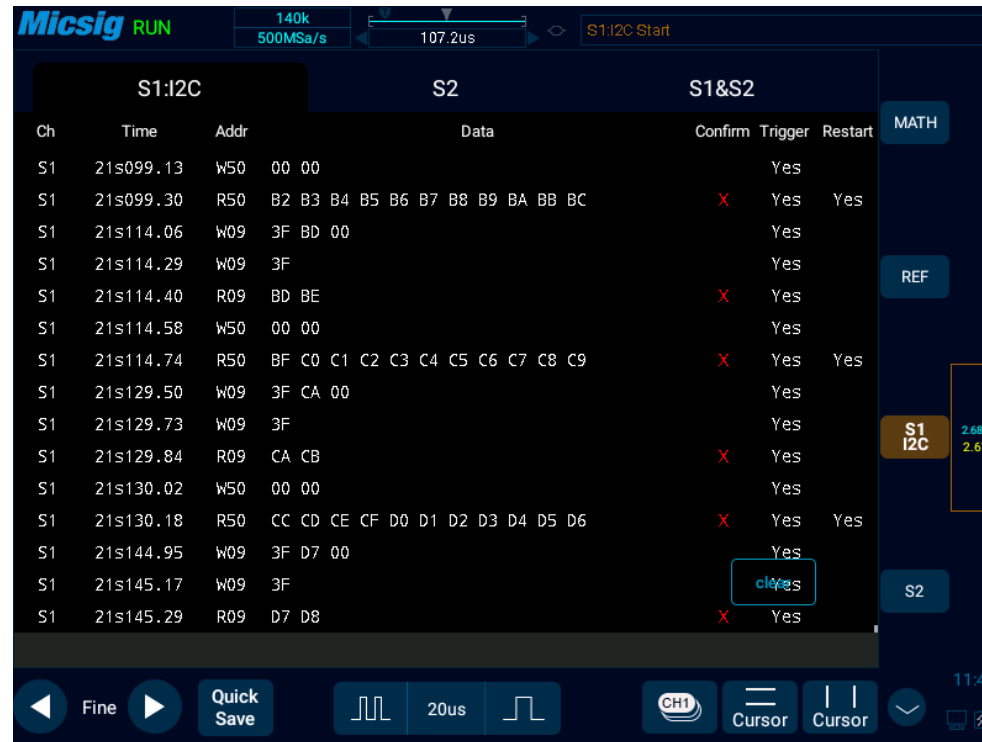 Micsig RUN 140k 500MSa/s 107.2us S1:I2C Start
S1:I2C S2 S1&S2
Ch Time Addr Data Confirm Trigger Restart MATH
S1 21s099.13 W50 00 00 Yes
S1 21s099.30 R50 B2 B3 B4 B5 B6 B7 B8 B9 BA BB BC X Yes Yes
S1 21s114.06 W09 3F BD 00 Yes
S1 21s114.29 W09 3F Yes
REF
S1 21s114.40 R09 BD BE X Yes
S1 21s114.58 W50 00 00 Yes
S1 21s114.74 R50 BF C0 C1 C2 C3 C4 C5 C6 C7 C8 C9 X Yes Yes
S1 21s129.50 W09 3F CA 00 Yes
S1 21s129.73 W09 3F Yes
S1 I2C
S1 21s129.84 R09 CA CB X Yes
S1 21s130.02 W50 00 00 Yes
S1 21s130.18 R50 CC CD CE CF D0 D1 D2 D3 D4 D5 D6 X Yes Yes
S1 21s144.95 W09 3F D7 00 Yes
S1 21s145.17 W09 3F Yes
clear
S2
S1 21s145.29 R09 D7 D8 X Yes
Fine Quick Save 20us CH1 Cursor Cursor